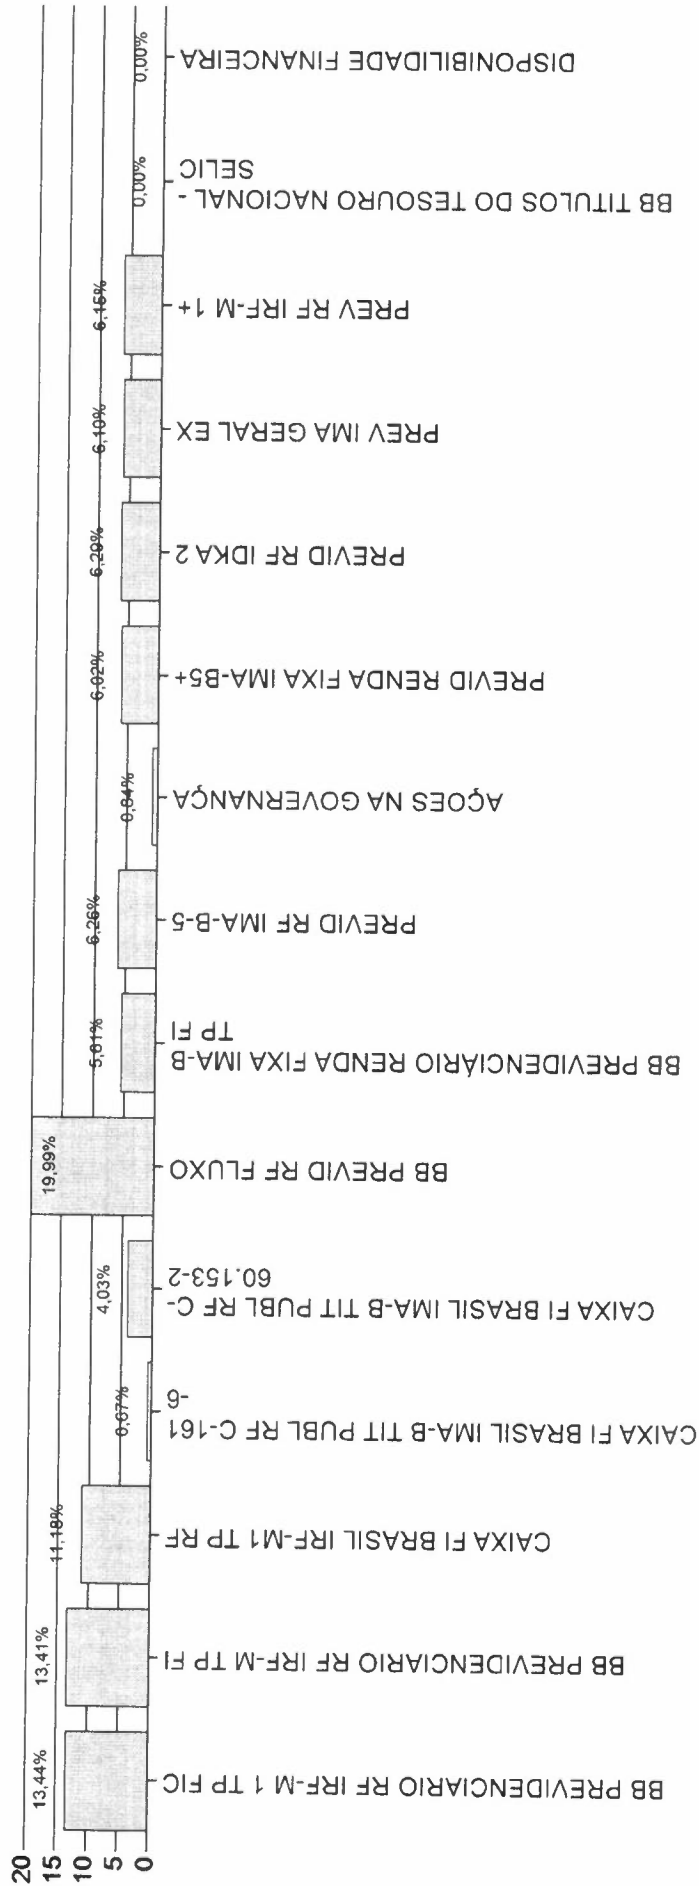 20
15
10
5
0
13,44%
BB PREVIDENCIARIO RF IRF-M 1 TP FIC
13,41%
BB PREVIDENCIARIO RF IRF-M TP FI
11,18%
CAIXA FI BRASIL IRF-M1 TP RF
0,67%
CAIXA FI BRASIL IMA-B TIT PUBL RF C-161
-6
4,03%
CAIXA FI BRASIL IMA-B TIT PUBL RF C-
60.153-2
19,99%
BB PREVID RF FLUXO
5,81%
BB PREVIDENCIÁRIO RENDA FIXA IMA-B
TP FI
6,26%
PREVID RF IMA-B-5
0,84%
AÇOES NA GOVERNANÇA
6,02%
PREVID RENDA FIXA IMA-B5+
6,20%
PREVID RF IDKA 2
6,10%
PREV IMA GERAL EX
6,15%
PREV RF IRF-M 1+
0,00%
BB TITULOS DO TESOURO NACIONAL -
SELIC
0,00%
DISPONIBILIDADE FINANCEIRA